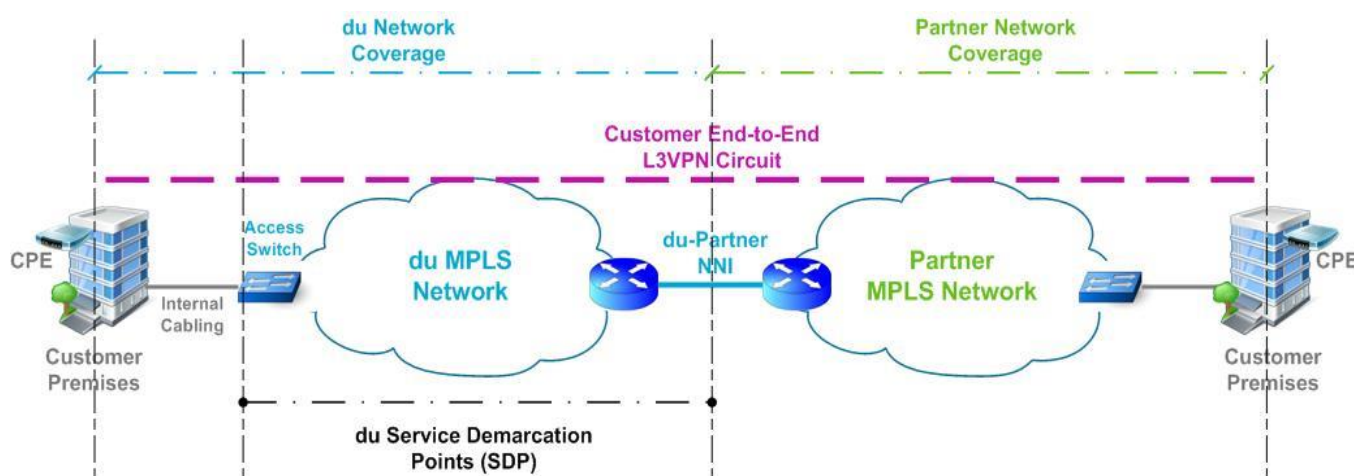 du Network
Coverage
Partner Network
Coverage
Customer End-to-End
L3VPN Circuit
CPE
Access
Switch
du MPLS
Network
du-Partner
NNI
Partner
MPLS Network
CPE
Internal
Cabling
Customer
Premises
Customer
Premises
du Service Demarcation
Points (SDP)